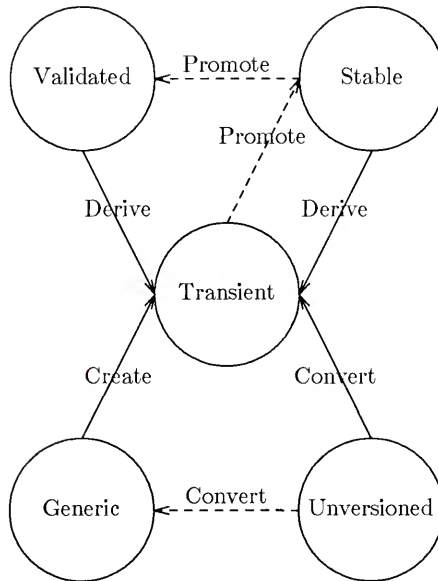 Validated
Promote
Stable
Promote
Derive
Derive
Transient
Create
Convert
Generic
Convert
Unversioned